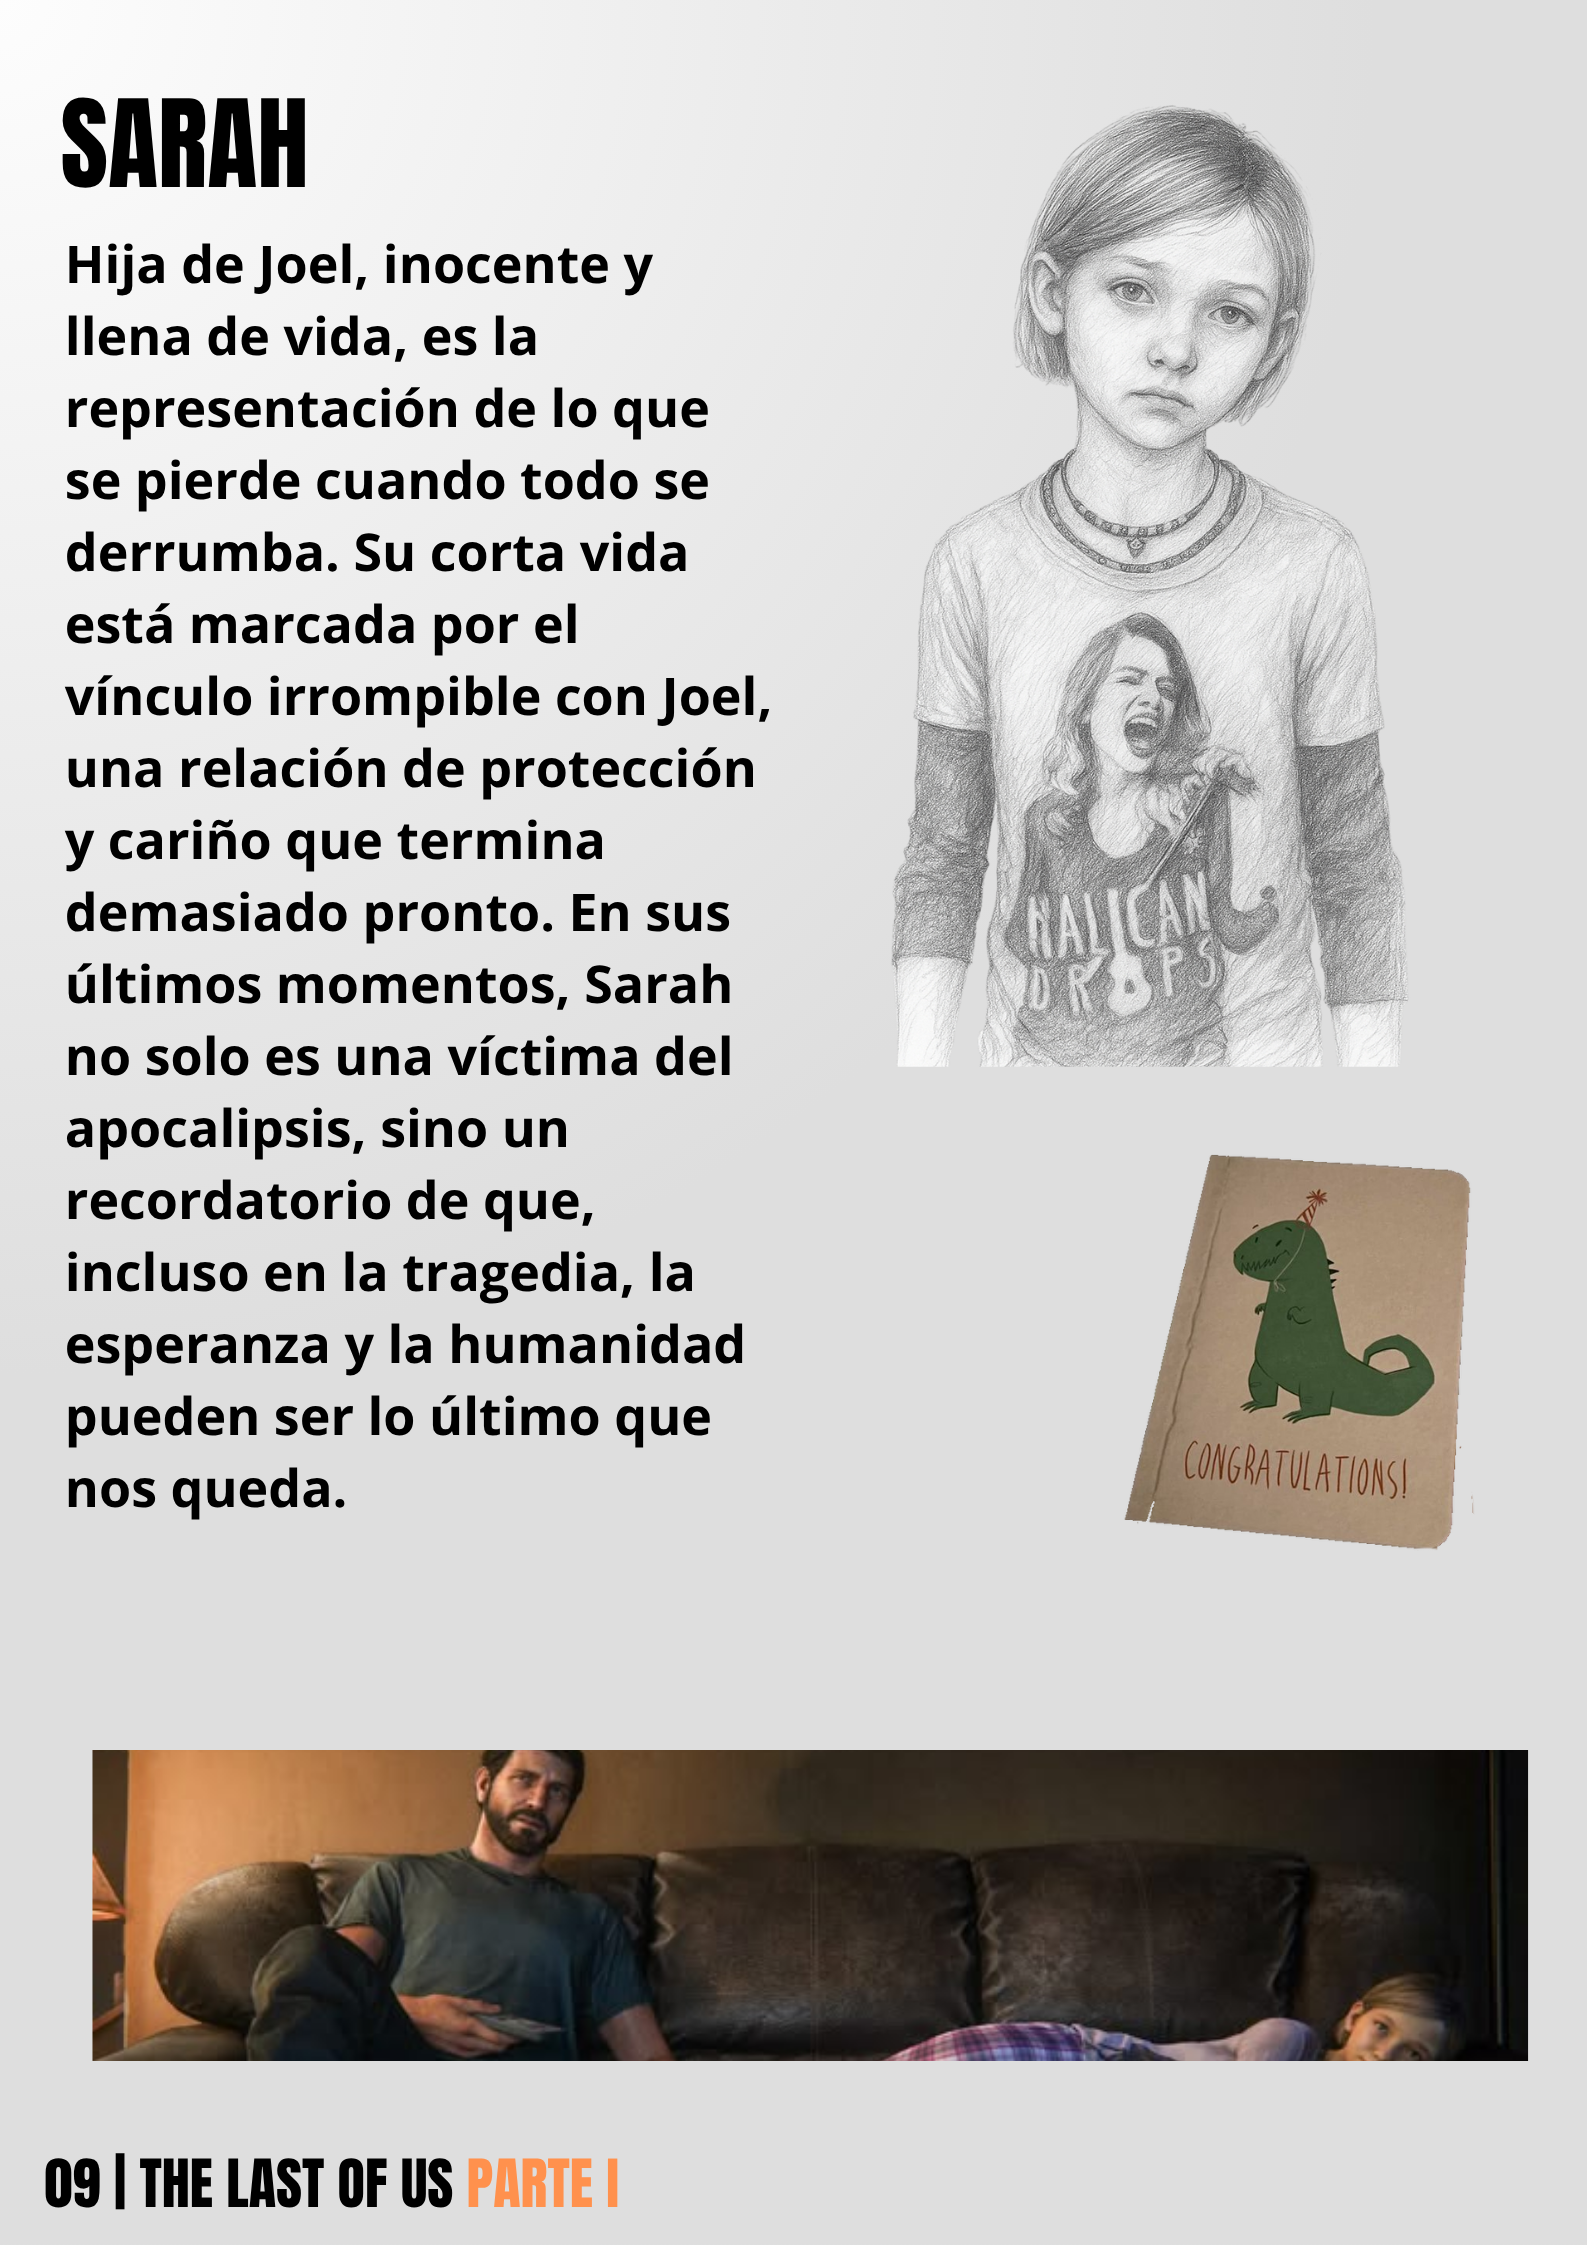 SARAH
Hija de Joel, inocente y
llena de vida, es la
representación de lo que
se pierde cuando todo se
derrumba. Su corta vida
está marcada por el
vínculo irrompible con Joel,
una relación de protección
y cariño que termina
demasiado pronto. En sus
últimos momentos, Sarah
no solo es una víctima del
apocalipsis, sino un
recordatorio de que,
incluso en la tragedia, la
esperanza y la humanidad
pueden ser lo último que
nos queda.
HALICAN
DROPS
CONGRATULATIONS!
09 | THE LAST OF US PARTE I